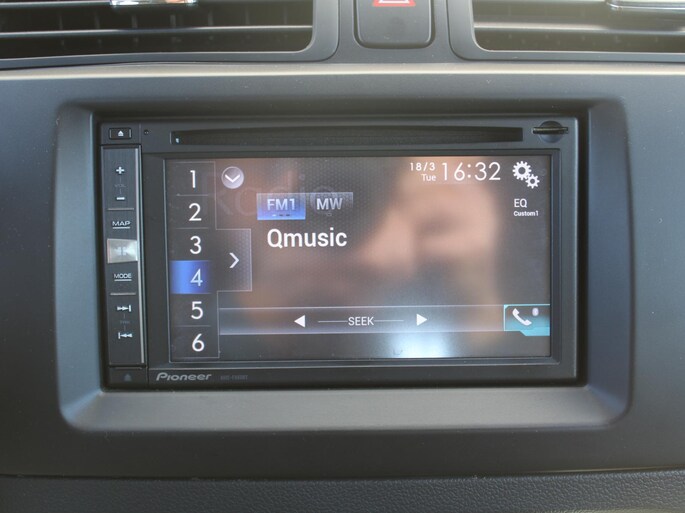 18/3
Tue
16:32
+
−
MAP
MODE
1
2
3
4
5
6
FM1
MW
EQ
Custom1
Radio
Qmusic
SEEK
Pioneer